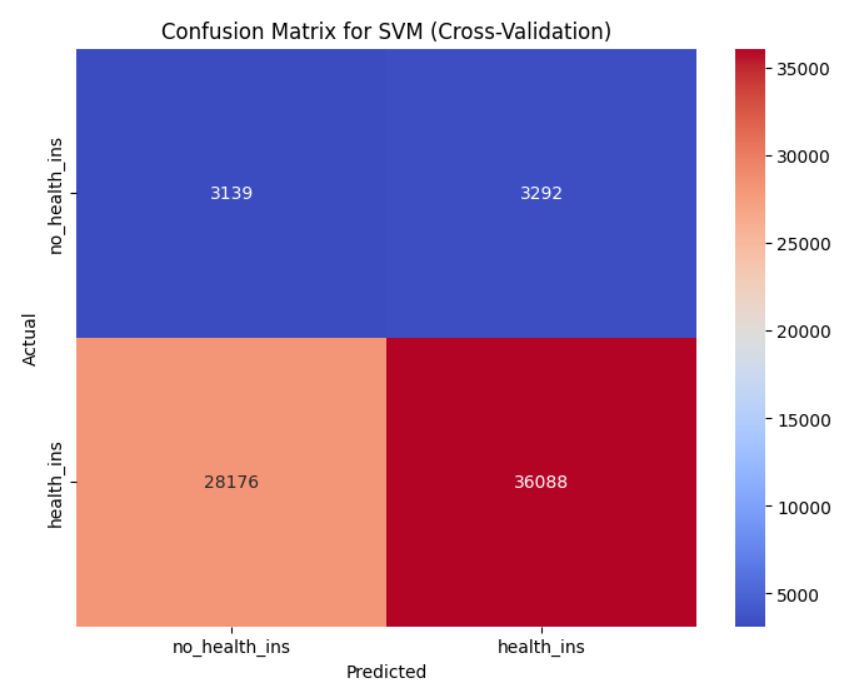 Confusion Matrix for SVM (Cross-Validation)
Actual
no_health_ins
health_ins
3139
3292
28176
36088
no_health_ins
health_ins
Predicted
35000
30000
25000
20000
15000
10000
5000